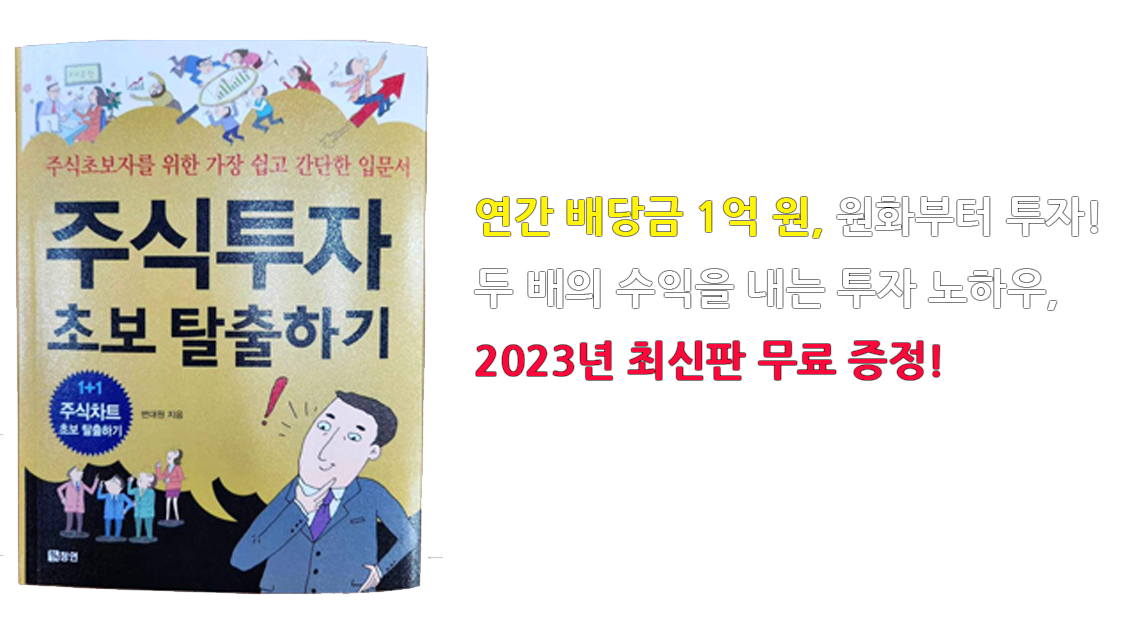 주식초보자를 위한 가장 쉽고 간단한 입문서
주식투자
초보 탈출하기
1+1
주식차트
초보 탈출하기
변대원 지음
정연
연간 배당금 1억 원, 원화부터 투자!
두 배의 수익을 내는 투자 노하우,
2023년 최신판 무료 증정!